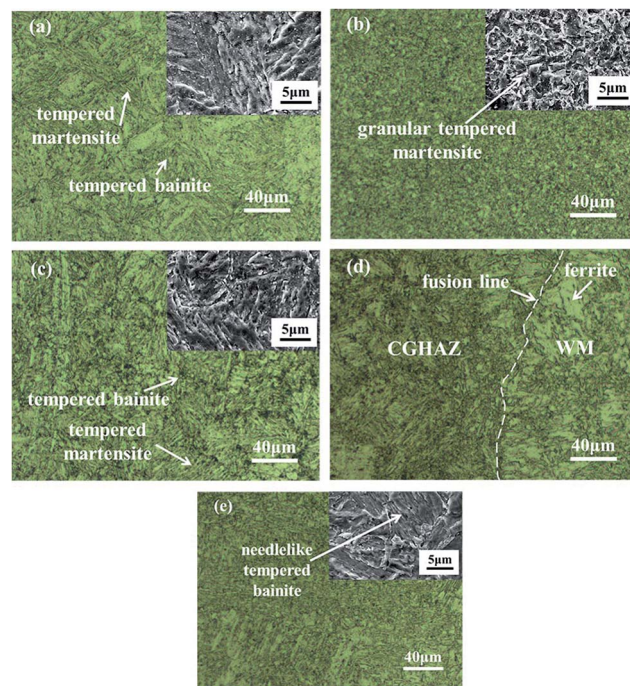 (a)
5μm
tempered
martensite
tempered bainite
40μm
(b)
5μm
granular tempered
martensite
40μm
(c)
5μm
tempered bainite
tempered
martensite
40μm
(d)
fusion line
ferrite
CGHAZ
WM
40μm
(e)
needlelike
tempered
bainite
5μm
40μm